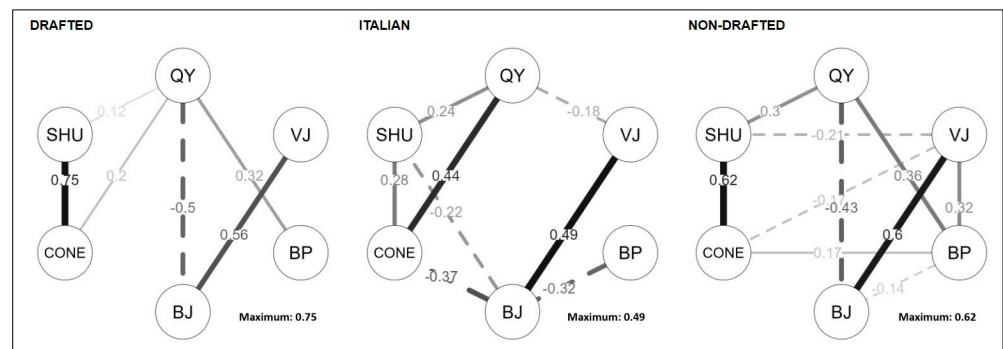 DRAFTED
QY
0.12
SHU
VJ
0.75
0.2
0.32
-0.5
0.56
CONE
BP
BJ
Maximum: 0.75
ITALIAN
QY
0.24
-0.18
SHU
VJ
0.28
0.44
-0.22
0.49
CONE
BP
-0.37
-0.32
BJ
Maximum: 0.49
NON-DRAFTED
QY
0.3
SHU
-0.21
VJ
0.62
0.36
-0.17
-0.43
0.32
0.6
CONE
0.17
BP
-0.14
BJ
Maximum: 0.62